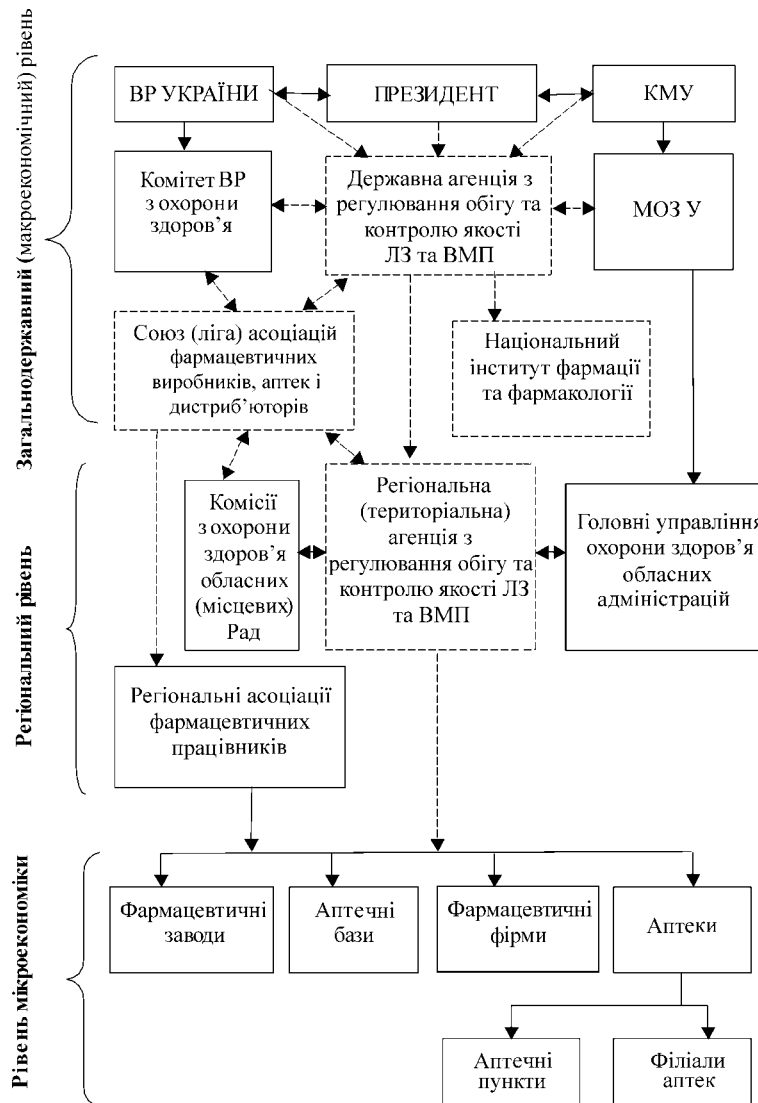 Загальнодержавний (макроекономічний) рівень
ВР УКРАЇНИ
ПРЕЗИДЕНТ
КМУ
Комітет ВР
з охорони
здоров'я
Державна агенція з
регулювання обігу та
контролю якості
ЛЗ та ВМП
МОЗ У
Союз (ліга) асоціацій
фармацевтичних
виробників, аптек і
дистриб'юторів
Національний
інститут фармації
та фармакології
Регіональний рівень
Комісії
з охорони
здоров'я
обласних
(місцевих)
Рад
Регіональна
(територіальна)
агенція з
регулювання обігу та
контролю якості ЛЗ
та ВМП
Головні управління
охорони здоров'я
обласних
адміністрацій
Регіональні асоціації
фармацевтичних
працівників
Рівень мікроекономіки
Фармацевтичні
заводи
Аптечні
бази
Фармацевтичні
фірми
Аптеки
Аптечні
пункти
Філіали
аптек